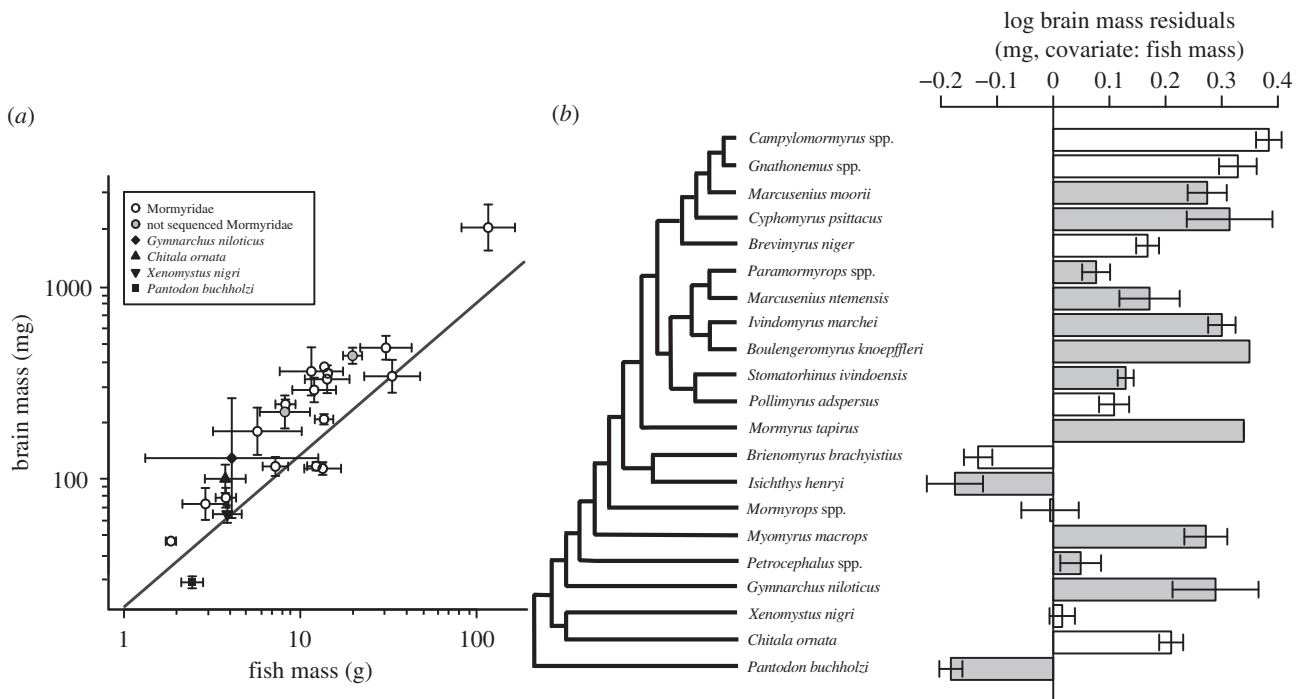 (a)
Mormyridae
not sequenced Mormyridae
Gymnarchus niloticus
Chitala ornata
Xenomystus nigri
Pantodon buchholzi
brain mass (mg)
1000
100
1
10
100
fish mass (g)
(b)
log brain mass residuals
(mg, covariate: fish mass)
−0.2 −0.1 0 0.1 0.2 0.3 0.4
Campylomormyrus spp.
Gnathonemus spp.
Marcusenius moorii
Cyphomyrus psittacus
Brevimyrus niger
Paramormyrops spp.
Marcusenius ntemensis
Ivindomyrus marchei
Boulengeromyrus knoepffleri
Stomatorhinus ivindoensis
Pollimyrus adspersus
Mormyrus tapirus
Brienomyrus brachyistius
Isichthys henryi
Mormyrops spp.
Myomyrus macrops
Petrocephalus spp.
Gymnarchus niloticus
Xenomystus nigri
Chitala ornata
Pantodon buchholzi